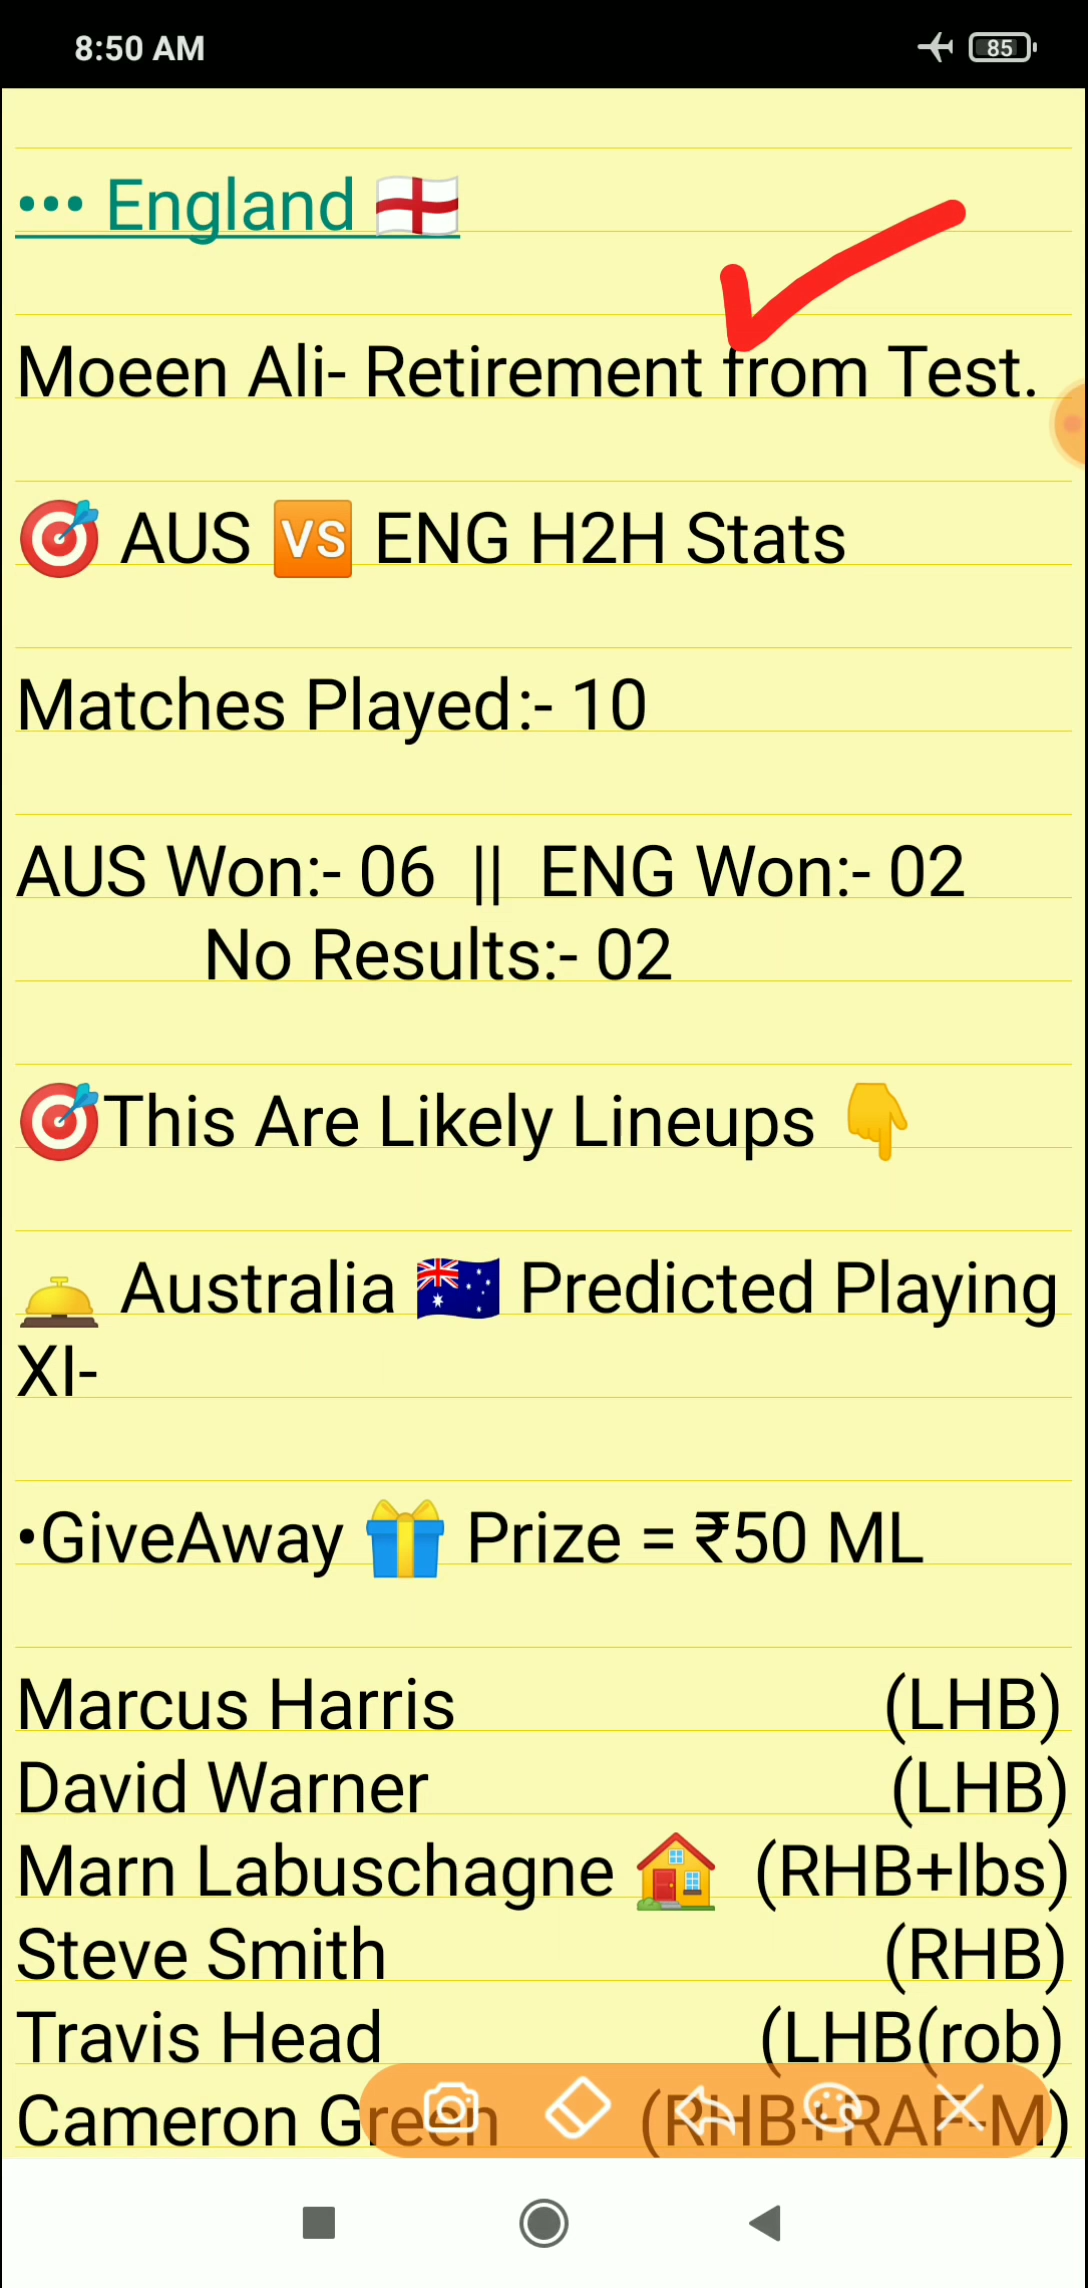 8:50 AM
85
••• England 🏴󠁧󠁢󠁥󠁮󠁧󠁿
Moeen Ali- Retirement from Test.
🎯 AUS 🆚 ENG H2H Stats
Matches Played:- 10
AUS Won:- 06 || ENG Won:- 02
No Results:- 02
🎯This Are Likely Lineups 👇
🛎 Australia 🇦🇺 Predicted Playing
XI-
•GiveAway 🎁 Prize = ₹50 ML
Marcus Harris (LHB)
David Warner (LHB)
Marn Labuschagne 🏠 (RHB+lbs)
Steve Smith (RHB)
Travis Head (LHB(rob)
Cameron Green (RHB+RAF-M)